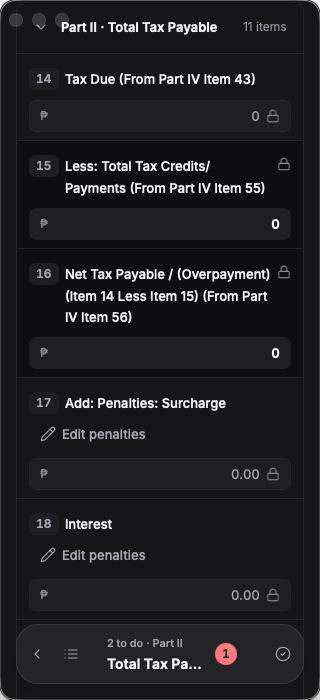 Part II · Total Tax Payable 11 items
14 Tax Due (From Part IV Item 43)
₱ 0
15 Less: Total Tax Credits/
Payments (From Part IV Item 55)
₱ 0
16 Net Tax Payable / (Overpayment)
(Item 14 Less Item 15) (From Part
IV Item 56)
₱ 0
17 Add: Penalties: Surcharge
Edit penalties
₱ 0.00
18 Interest
Edit penalties
₱ 0.00
2 to do · Part II
Total Tax Pa... 1